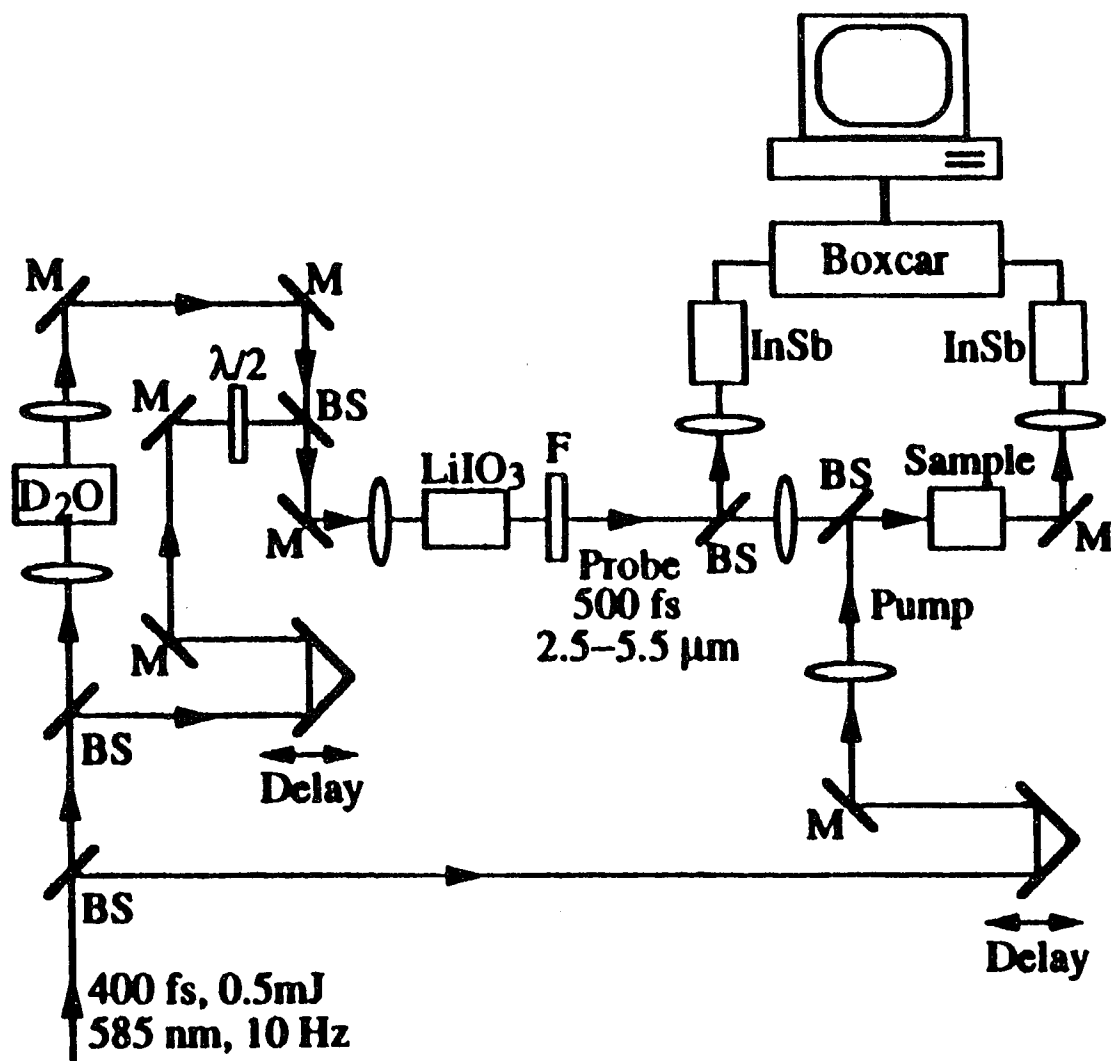 Boxcar
M
M
InSb
InSb
λ/2
M
BS
F
LiIO₃
BS
Sample
D₂O
M
BS
M
Probe
500 fs
2.5–5.5 μm
Pump
M
BS
Delay
M
BS
Delay
400 fs, 0.5mJ
585 nm, 10 Hz